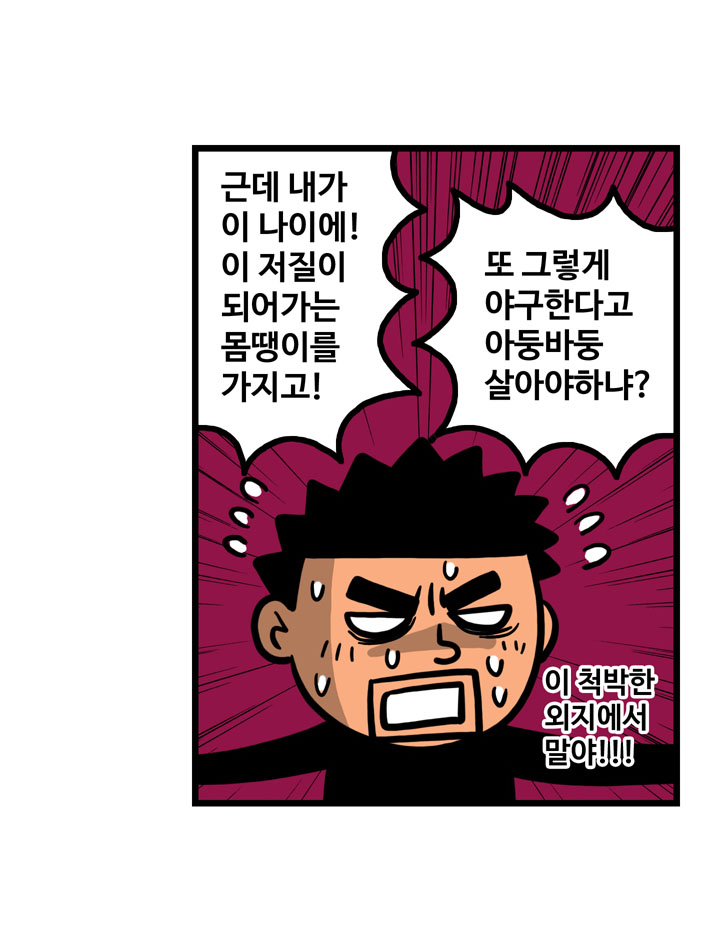 근데 내가
이 나이에!
이 저질이
되어가는
몸땡이를
가지고!
또 그렇게
야구한다고
아둥바둥
살아야하냐?
이 척박한
외지에서
말야!!!